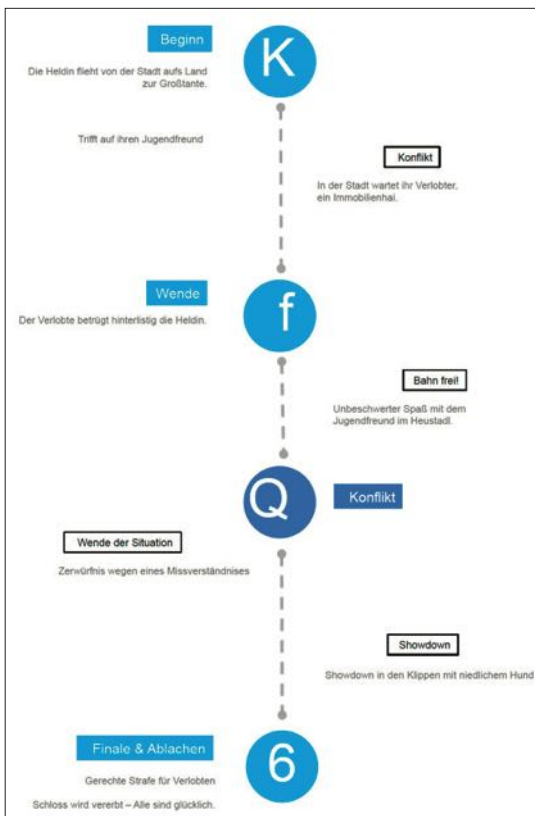 Beginn
K
Die Heldin flieht von der Stadt aufs Land
zur Großtante.
Trifft auf ihren Jugendfreund
Konflikt
In der Stadt wartet ihr Verlobter,
ein Immobilienhai.
Wende
f
Der Verlobte betrügt hinterlistig die Heldin.
Bahn frei!
Unbeschwerter Spaß mit dem
Jugendfreund im Heustadl.
Q
Konflikt
Wende der Situation
Zerwürfnis wegen eines Missverständnises
Showdown
Showdown in den Klippen mit niedlichem Hund
Finale & Ablachen
6
Gerechte Strafe für Verlobten
Schloss wird vererbt – Alle sind glücklich.